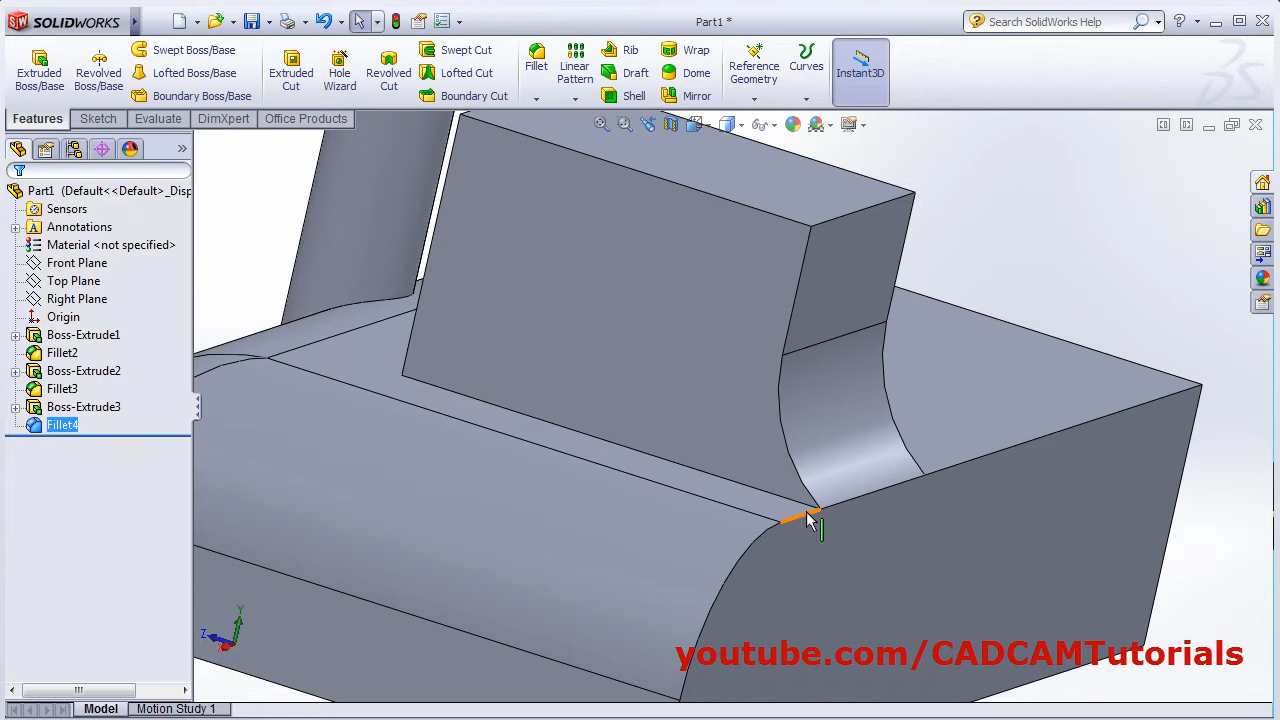 SOLIDWORKS
Part1 *
Search SolidWorks Help
Extruded Boss/Base
Revolved Boss/Base
Swept Boss/Base
Lofted Boss/Base
Boundary Boss/Base
Extruded Cut
Hole Wizard
Revolved Cut
Swept Cut
Lofted Cut
Boundary Cut
Fillet
Linear Pattern
Rib
Draft
Shell
Wrap
Dome
Mirror
Reference Geometry
Curves
Instant3D
Features
Sketch
Evaluate
DimXpert
Office Products
Part1 (Default<<Default>_Disp
Sensors
Annotations
Material <not specified>
Front Plane
Top Plane
Right Plane
Origin
Boss-Extrude1
Fillet2
Boss-Extrude2
Fillet3
Boss-Extrude3
Fillet4
Y
Z
X
youtube.com/CADCAMTutorials
Model
Motion Study 1